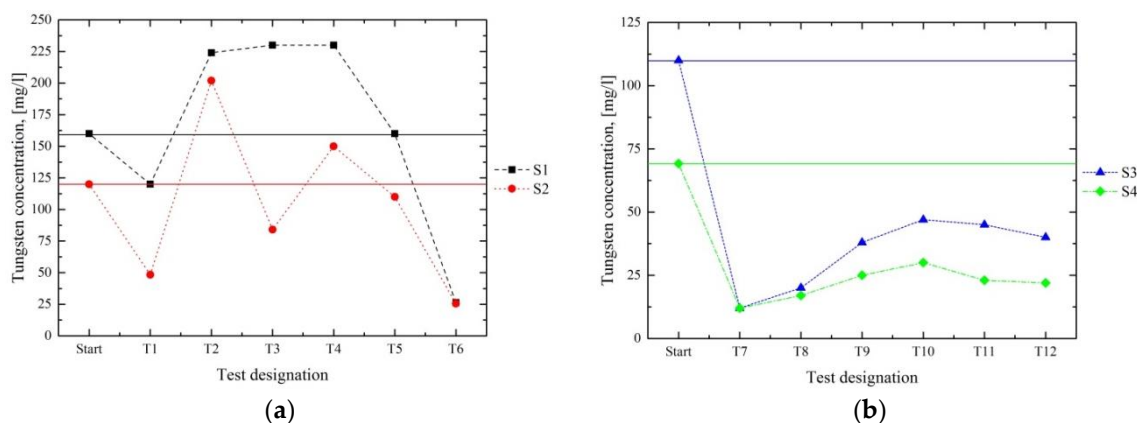 250
225
200
175
150
125
100
75
50
25
0
Tungsten concentration, [mg/l]
Start T1 T2 T3 T4 T5 T6
Test designation
S1
S2
(a)
125
100
75
50
25
0
Tungsten concentration, [mg/l]
Start T7 T8 T9 T10 T11 T12
Test designation
S3
S4
(b)